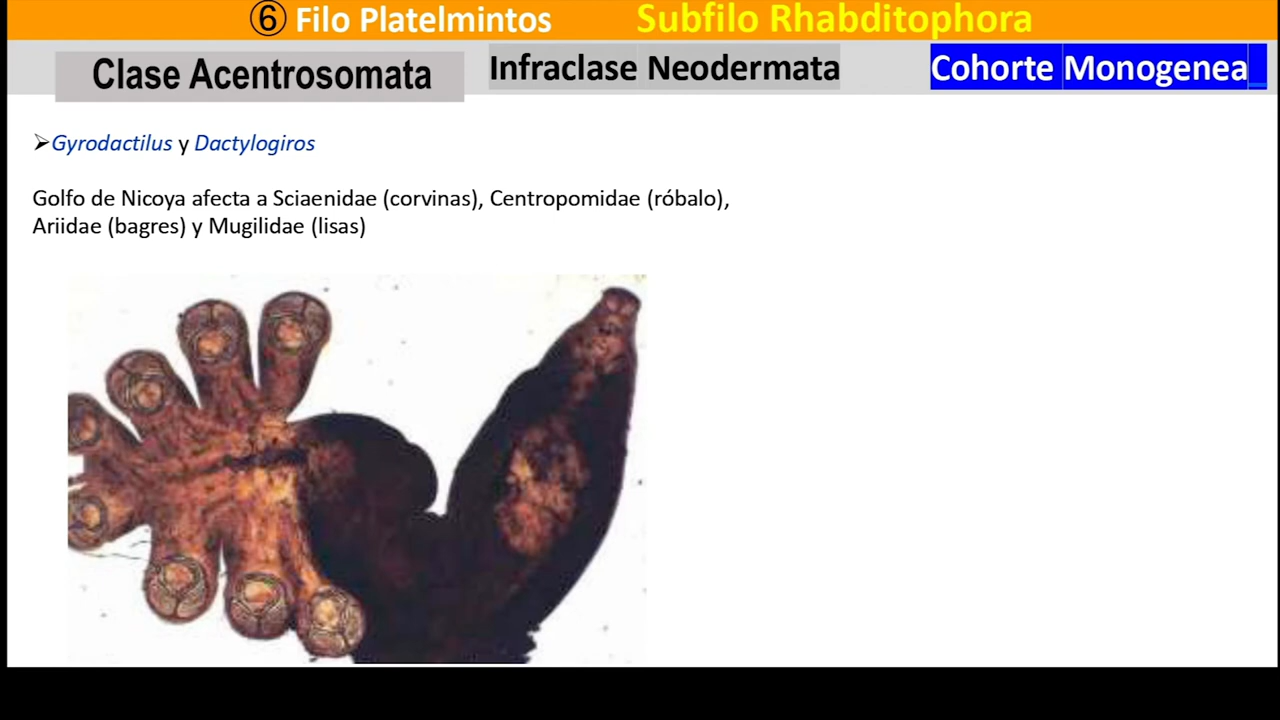 ⑥ Filo Platelmintos Subfilo Rhabditophora
Clase Acentrosomata Infraclase Neodermata Cohorte Monogenea
➢Gyrodactilus y Dactylogiros
Golfo de Nicoya afecta a Sciaenidae (corvinas), Centropomidae (róbalo),
Ariidae (bagres) y Mugilidae (lisas)